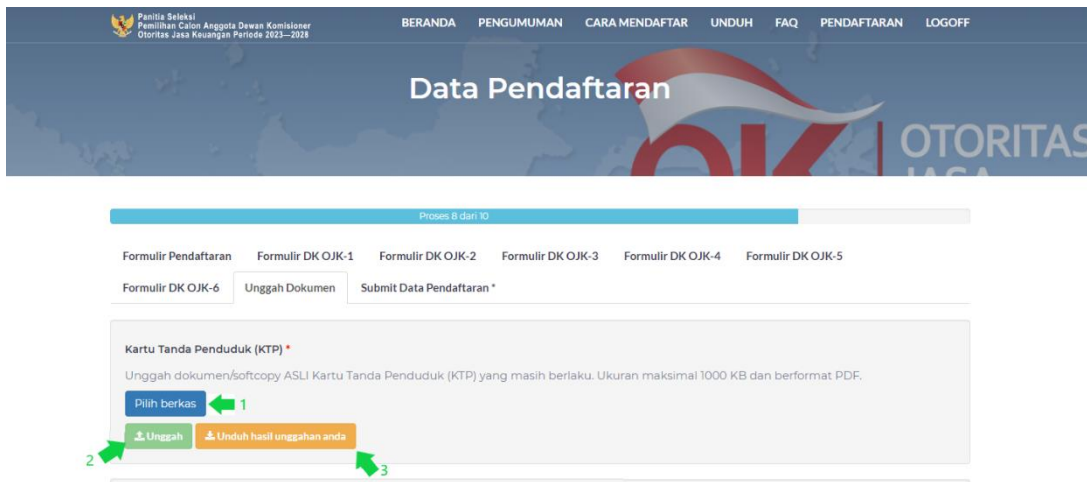 Panitia Seleksi
Pemilihan Calon Anggota Dewan Komisioner
Otoritas Jasa Keuangan Periode 2023—2028
BERANDA PENGUMUMAN CARA MENDAFTAR UNDUH FAQ PENDAFTARAN LOGOFF
Data Pendaftaran
OJK OTORITAS
JASA
Proses 8 dari 10
Formulir Pendaftaran Formulir DK OJK-1 Formulir DK OJK-2 Formulir DK OJK-3 Formulir DK OJK-4 Formulir DK OJK-5
Formulir DK OJK-6 Unggah Dokumen Submit Data Pendaftaran *
Kartu Tanda Penduduk (KTP) *
Unggah dokumen/softcopy ASLI Kartu Tanda Penduduk (KTP) yang masih berlaku. Ukuran maksimal 1000 KB dan berformat PDF.
Pilih berkas 1
Unggah Unduh hasil unggahan anda
2 3